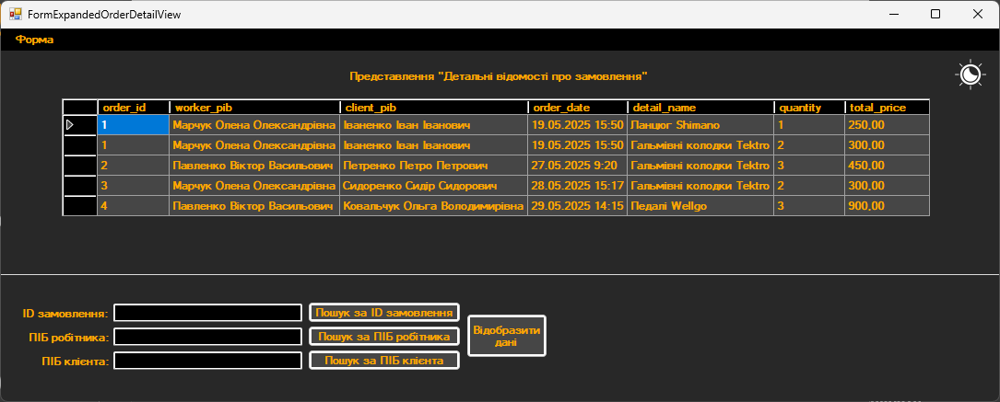 FormExpandedOrderDetailView
Форма
Представлення "Детальні відомості про замовлення"
order_id worker_pib client_pib order_date detail_name quantity total_price
1 Марчук Олена Олександрівна Іваненко Іван Іванович 19.05.2025 15:50 Ланцюг Shimano 1 250,00
1 Марчук Олена Олександрівна Іваненко Іван Іванович 19.05.2025 15:50 Гальмівні колодки Tektro 2 300,00
2 Павленко Віктор Васильович Петренко Петро Петрович 27.05.2025 9:20 Гальмівні колодки Tektro 3 450,00
3 Марчук Олена Олександрівна Сидоренко Сидір Сидорович 28.05.2025 15:17 Гальмівні колодки Tektro 2 300,00
4 Павленко Віктор Васильович Ковальчук Ольга Володимирівна 29.05.2025 14:15 Педалі Wellgo 3 900,00
ID замовлення: Пошук за ID замовлення
ПІБ робітника: Пошук за ПІБ робітника
ПІБ клієнта: Пошук за ПІБ клієнта
Відобразити
дані